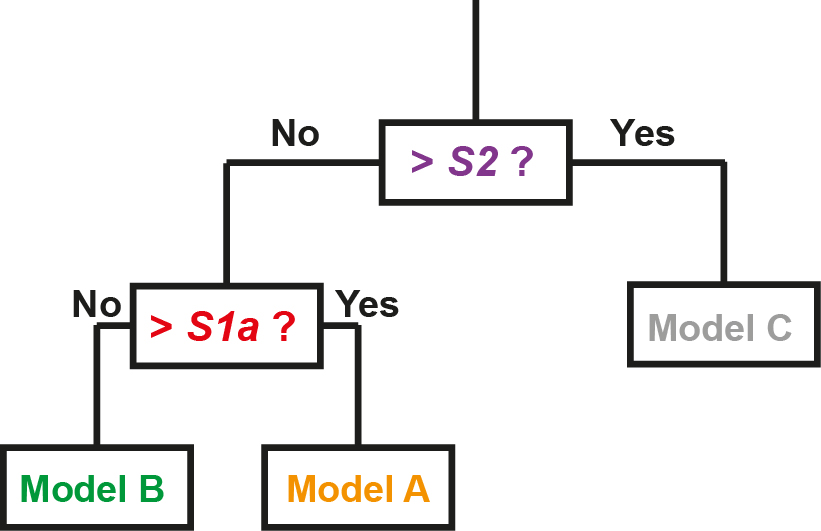 No
> S2 ?
Yes
No
> S1a ?
Yes
Model C
Model B
Model A